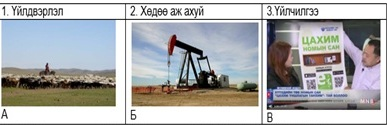 1. Үйлдвэрлэл
2. Хөдөө аж ахуй
3.Үйлчилгээ
ЦАХИМ
НОМЫН САН
MNB
А
Б
В